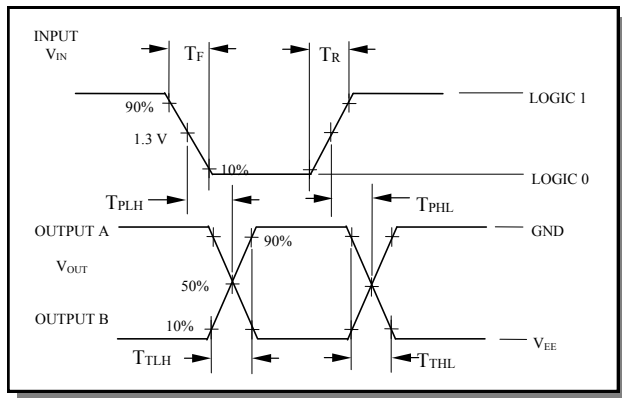 INPUT
VIN
TF
TR
90%
LOGIC 1
1.3 V
10%
LOGIC 0
TPLH
TPHL
OUTPUT A
90%
GND
VOUT
50%
OUTPUT B
10%
VEE
TTLH
TTHL